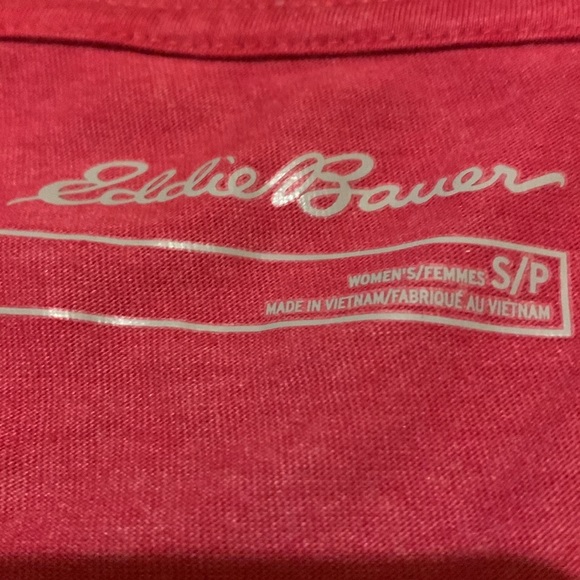 Eddie Bauer
WOMEN'S/FEMMES S/P
MADE IN VIETNAM/FABRIQUÉ AU VIETNAM